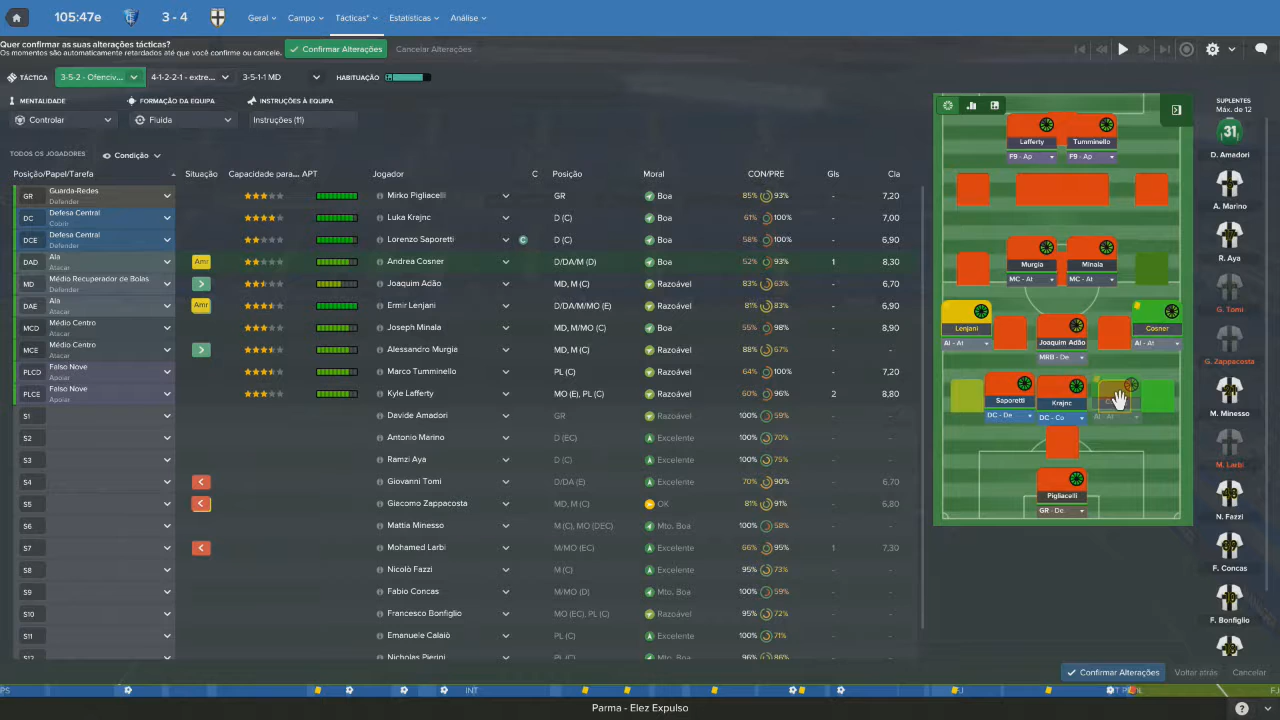 105:47e
3 - 4
Geral
Campo
Tácticas*
Estatísticas
Análise
Quer confirmar as suas alterações tácticas?
Os momentos são automaticamente retardados até que você confirme ou cancele.
Confirmar Alterações
Cancelar Alterações
TÁCTICA
3-5-2 - Ofenciv...
4-1-2-2-1 - extre...
3-5-1-1 MD
HABITUAÇÃO
MENTALIDADE
FORMAÇÃO DA EQUIPA
INSTRUÇÕES À EQUIPA
Controlar
Fluída
Instruções (11)
TODOS OS JOGADORES
Condição
Posição/Papel/Tarefa Situação Capacidade para... APT Jogador C Posição Moral CON/PRE Gls Cla
GR Guarda-Redes Defender Mirko Pigliacelli GR Boa 85% 93% - 7,20
DC Defesa Central Cobrir Luka Krajnc D (C) Boa 61% 100% - 7,00
DCE Defesa Central Defender Lorenzo Saporetti C D (C) Boa 58% 100% - 6,90
DAD Ala Atacar Amr Andrea Cosner D/DA/M (D) Boa 52% 93% 1 8,30
MD Médio Recuperador de Bolas Defender Joaquim Adão MD, M (C) Razoável 83% 63% - 6,70
DAE Ala Atacar Amr Ermir Lenjani D/DA/M/MO (E) Razoável 81% 83% - 6,90
MCD Médio Centro Atacar Joseph Minala MD, M/MO (C) Razoável 55% 98% - 8,90
MCE Médio Centro Atacar Alessandro Murgia MD, M (C) Razoável 88% 67% -
PLCD Falso Nove Apoiar Marco Tumminello PL (C) Razoável 64% 100% - 7,20
PLCE Falso Nove Apoiar Kyle Lafferty MO (E), PL (C) Razoável 60% 96% 2 8,80
S1 Davide Amadori GR Razoável 100% 59% - -
S2 Antonio Marino D (EC) Excelente 100% 70% - -
S3 Ramzi Aya D (C) Excelente 100% 75% - -
S4 Giovanni Tomi D/DA (E) Excelente 70% 90% - 6,70
S5 Giacomo Zappacosta MD, M (C) OK 81% 91% - 6,80
S6 Mattia Minesso M (C), MO (DEC) Mto. Boa 100% 58% - -
S7 Mohamed Larbi M/MO (EC) Excelente 66% 95% 1 7,30
S8 Nicolò Fazzi M (C) Excelente 95% 73% - -
S9 Fabio Concas M/MO (D) Mto. Boa 100% 59% - -
S10 Francesco Bonfiglio MO (EC), PL (C) Razoável 95% 72% - -
S11 Emanuele Calaiò PL (C) Excelente 100% 71% - -
S12 Nicholas Pierini PL (C) Mto. Boa 96% 86% - -
Lafferty
Tumminello
F9 - Ap
F9 - Ap
Murgia
Minala
MC - At
MC - At
Lenjani
Cosner
Al - At
Joaquim Adão
Al - At
MRB - De
Saporetti
Krajnc
DC - De
DC - Co
Al - At
Pigliacelli
GR - De
SUPLENTES
Máx. de 12
31
D. Amadori
A. Marino
R. Aya
G. Tomi
G. Zappacosta
M. Minesso
M. Larbi
N. Fazzi
F. Concas
F. Bonfiglio
Confirmar Alterações
Voltar atrás
Cancelar
PS
INT
Parma - Elez Expulso